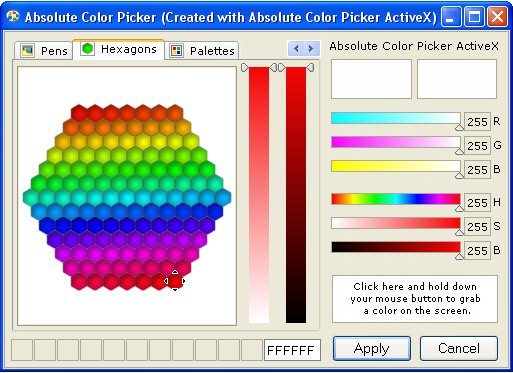 Absolute Color Picker (Created with Absolute Color Picker ActiveX)
Pens
Hexagons
Palettes
Absolute Color Picker ActiveX
255 R
255 G
255 B
255 H
255 S
255 B
Click here and hold down
your mouse button to grab
a color on the screen.
FFFFFF
Apply
Cancel